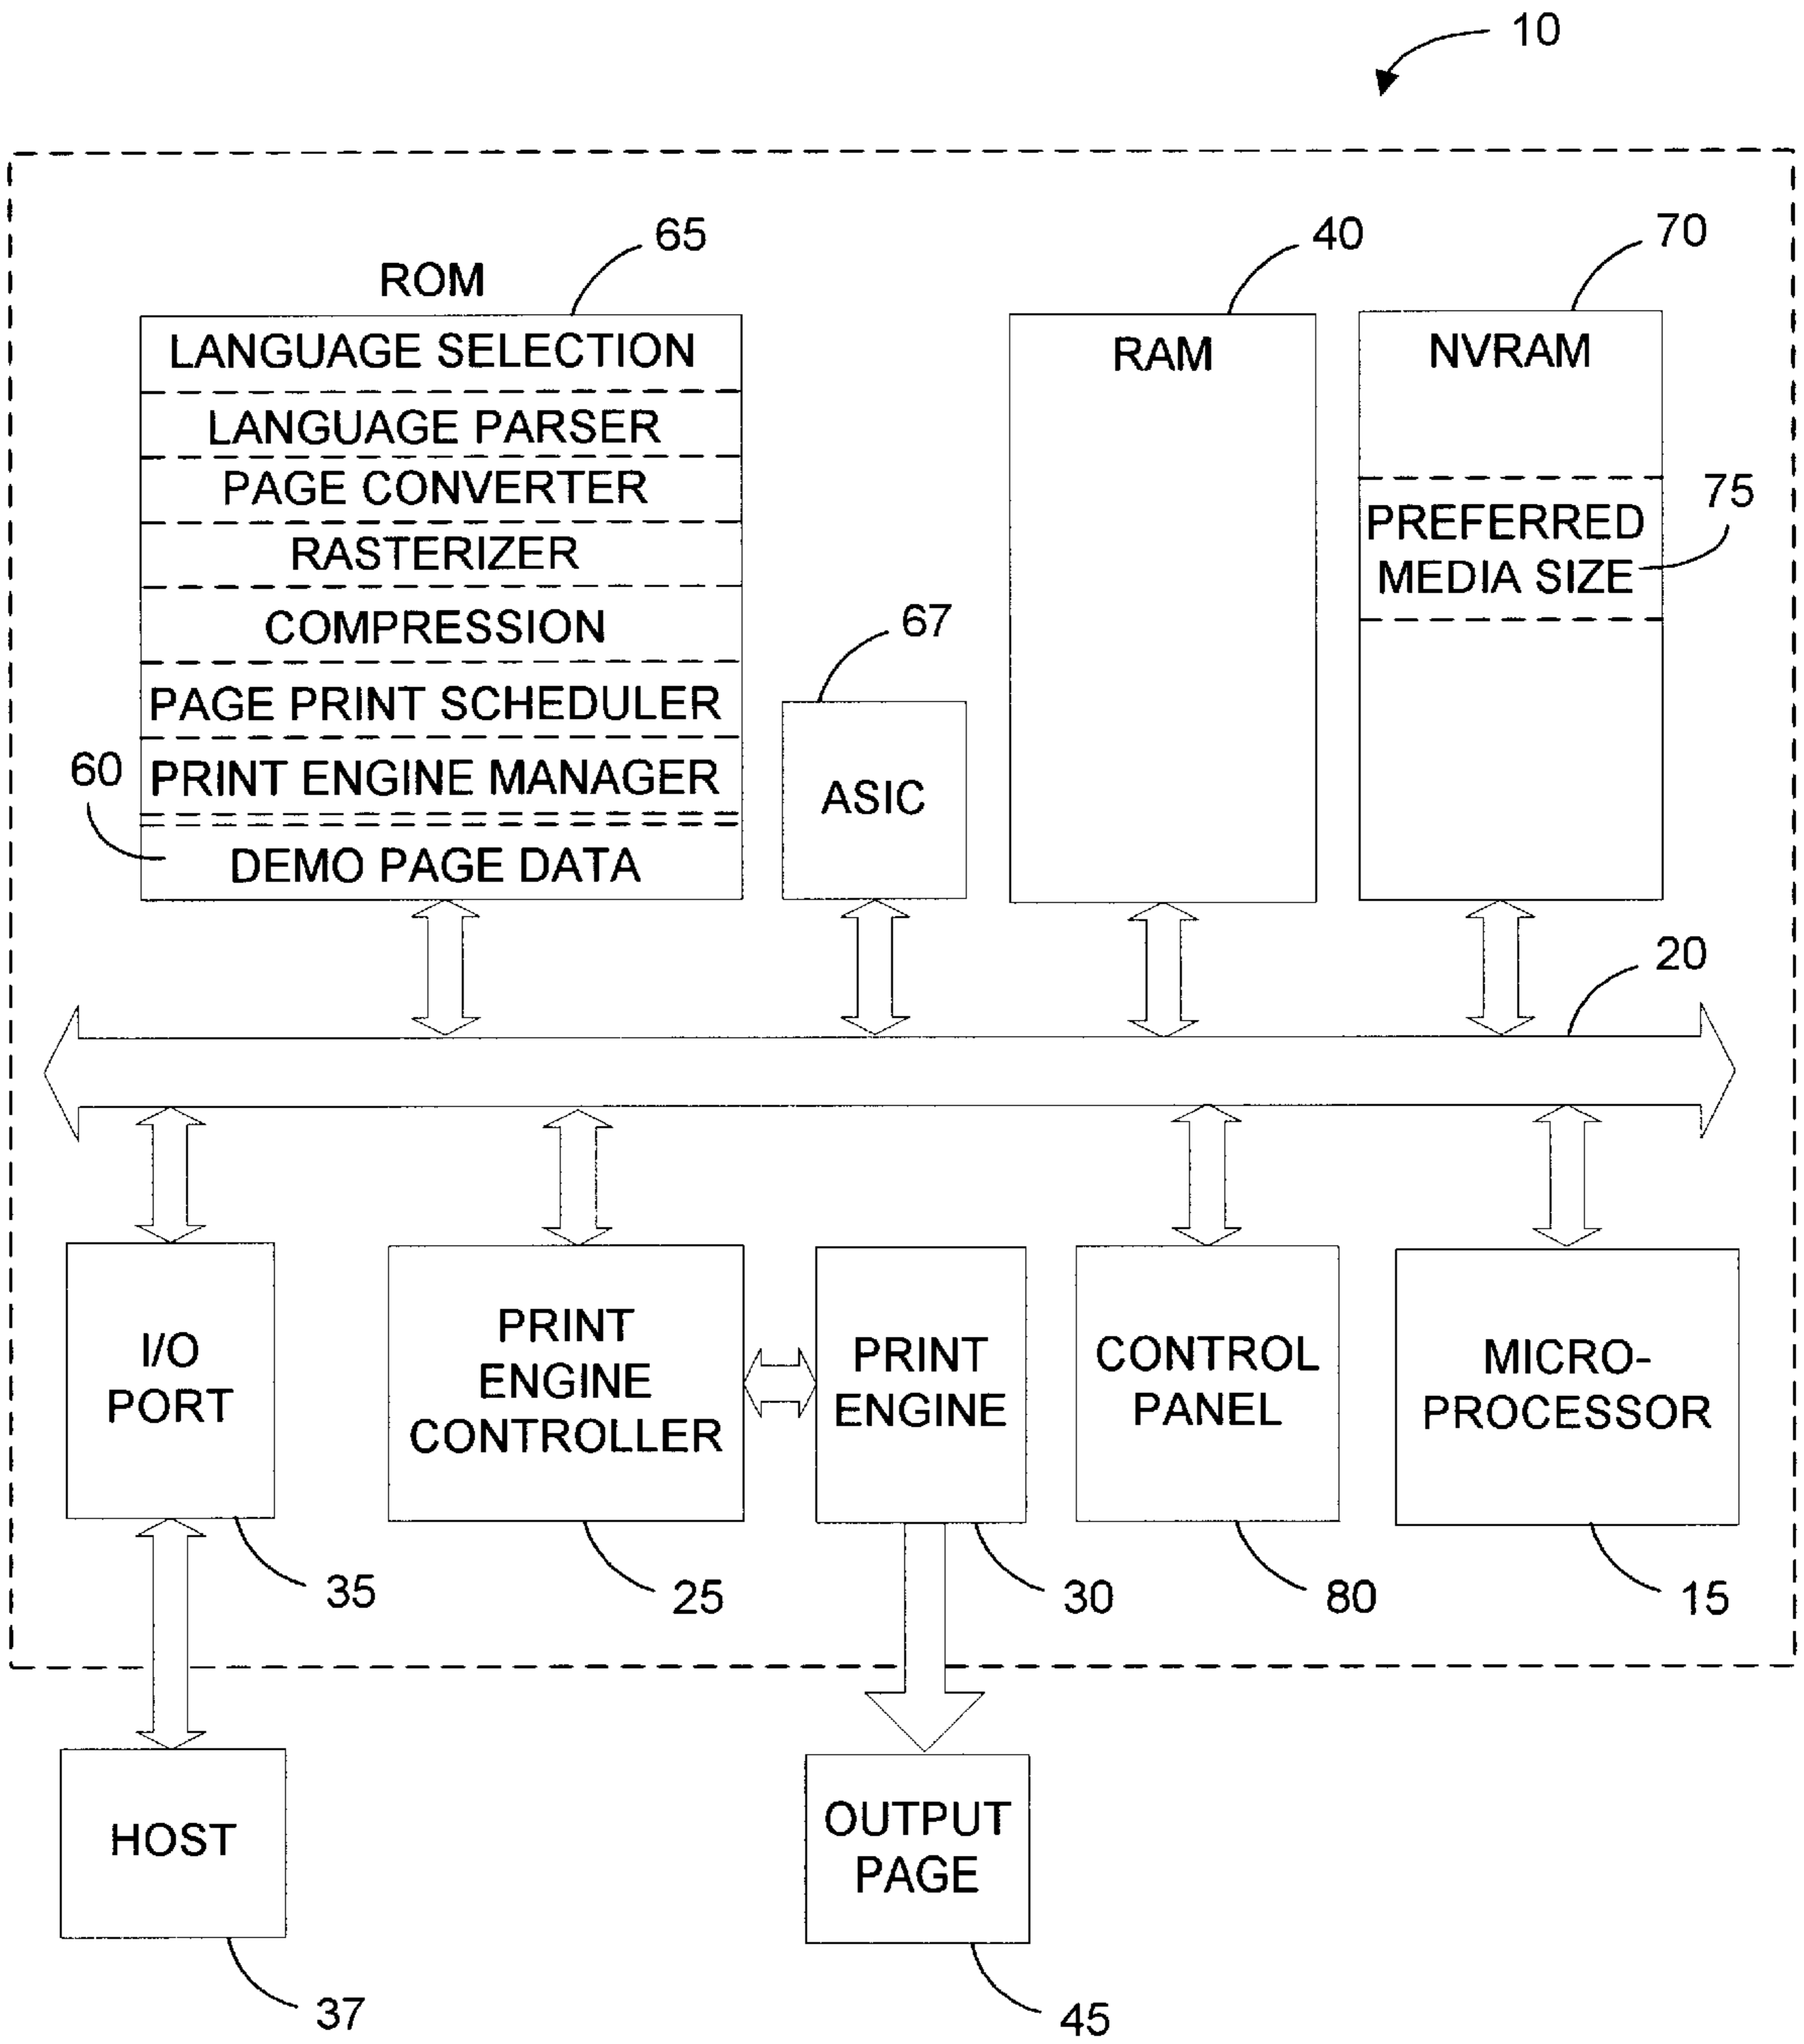 10
65
40
70
ROM
LANGUAGE SELECTION
LANGUAGE PARSER
PAGE CONVERTER
RASTERIZER
COMPRESSION
PAGE PRINT SCHEDULER
60
PRINT ENGINE MANAGER
DEMO PAGE DATA
67
ASIC
RAM
NVRAM
75
PREFERRED
MEDIA SIZE
20
I/O
PORT
PRINT
ENGINE
CONTROLLER
PRINT
ENGINE
CONTROL
PANEL
MICRO-
PROCESSOR
35
25
30
80
15
HOST
OUTPUT
PAGE
37
45